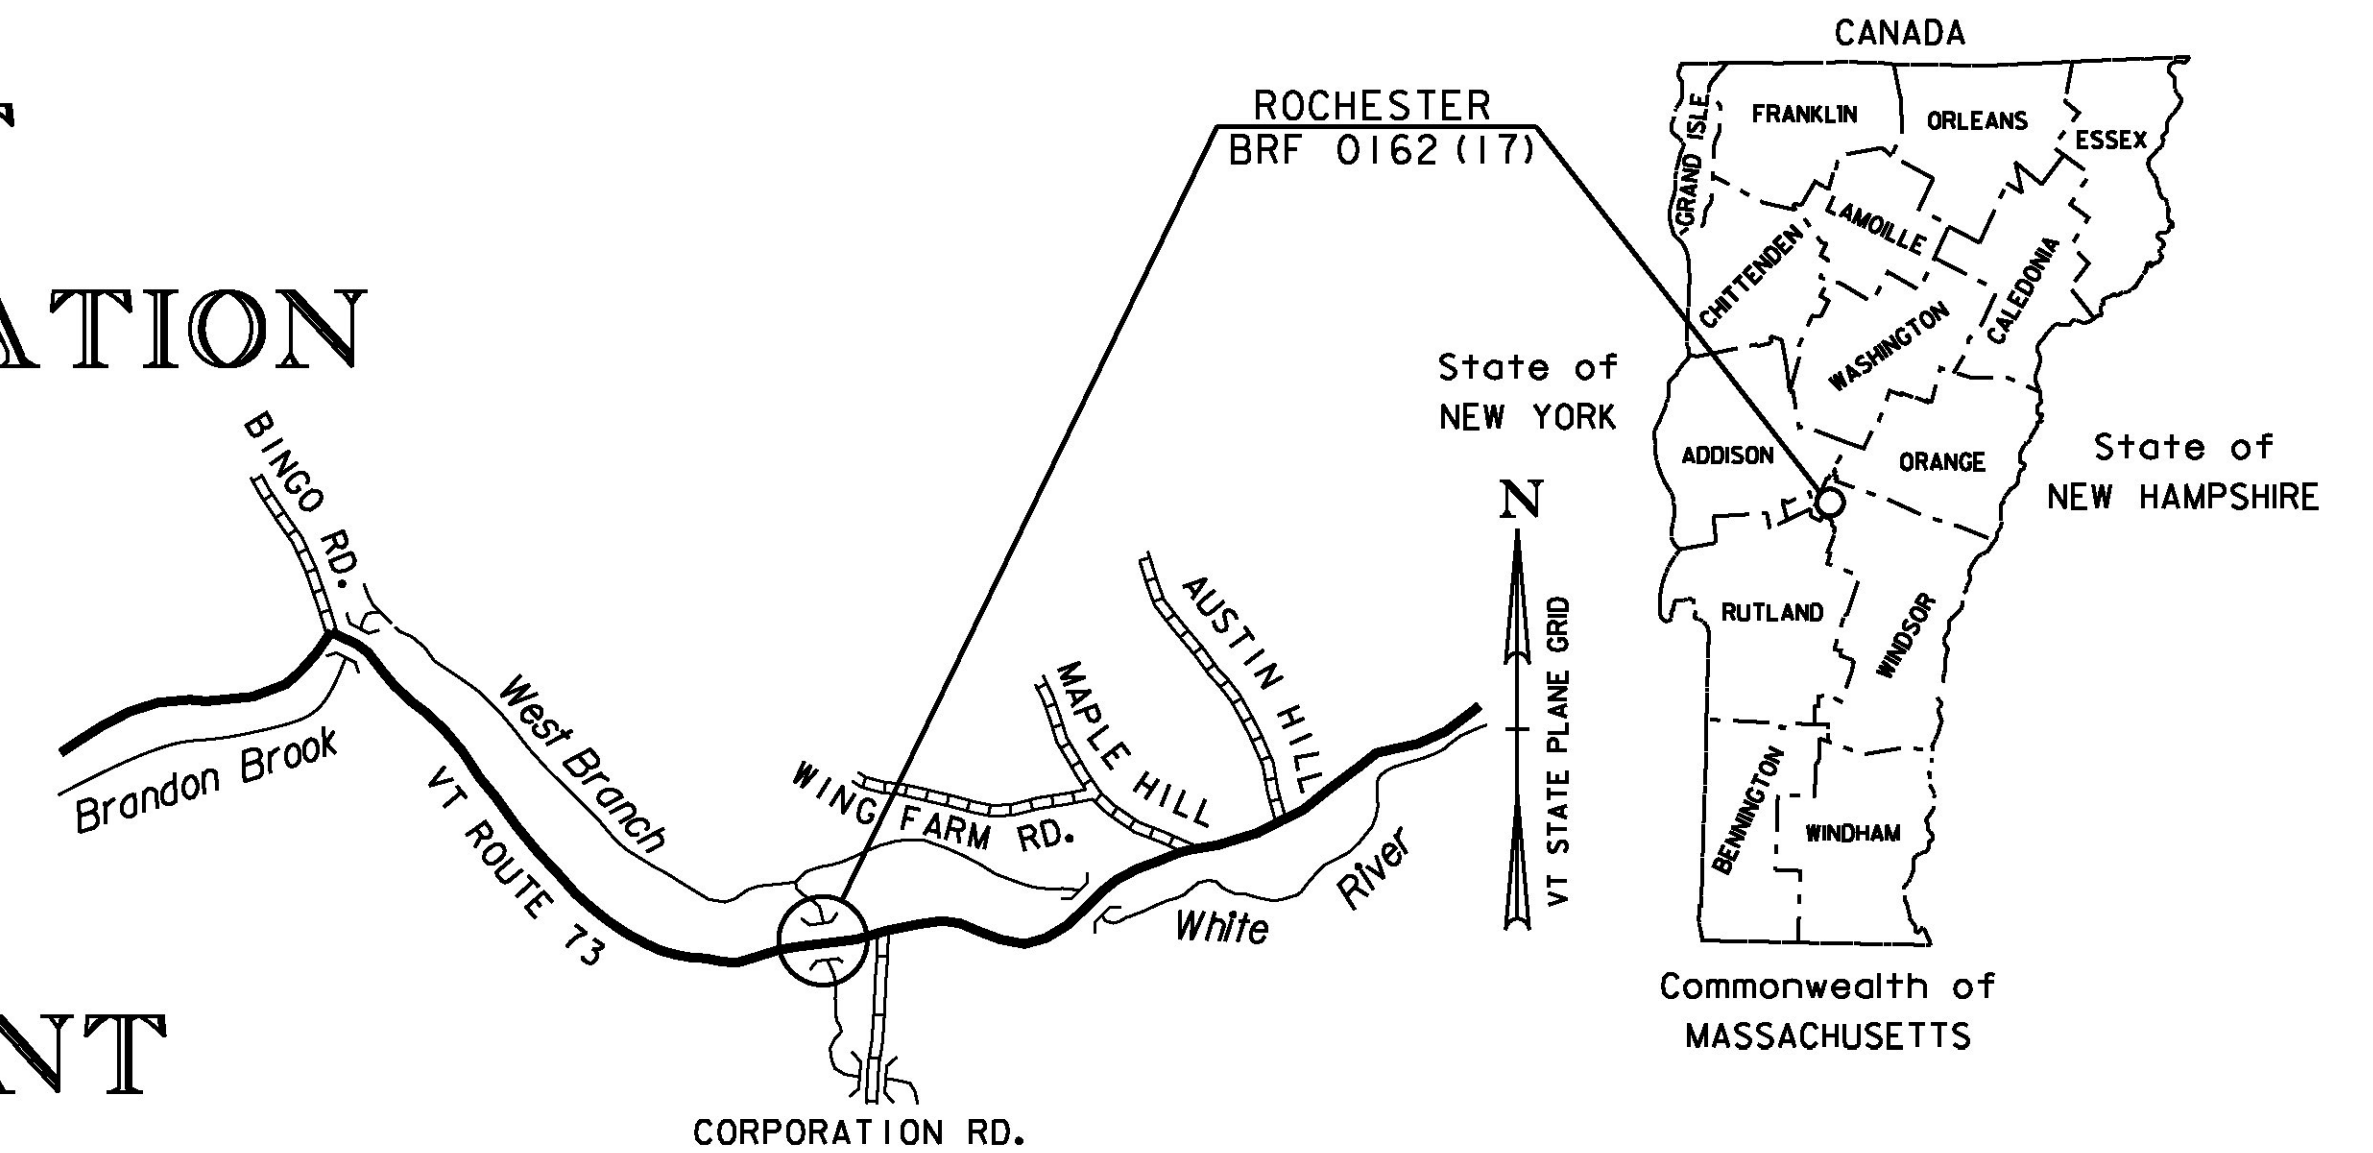 CANADA
ROCHESTER
BRF 0162 (17)
GRAND ISLE
FRANKLIN
ORLEANS
ESSEX
LAMOILLE
CHITTENDEN
CALEDONIA
WASHINGTON
ATION
State of
NEW YORK
ADDISON
ORANGE
State of
NEW HAMPSHIRE
BINGO RD.
N
VT STATE PLANE GRID
AUSTIN HILL
RUTLAND
WINDSOR
MAPLE HILL
West Branch
Brandon Brook
VT ROUTE 73
WING FARM RD.
White River
BENNINGTON
WINDHAM
Commonwealth of
MASSACHUSETTS
NT
CORPORATION RD.